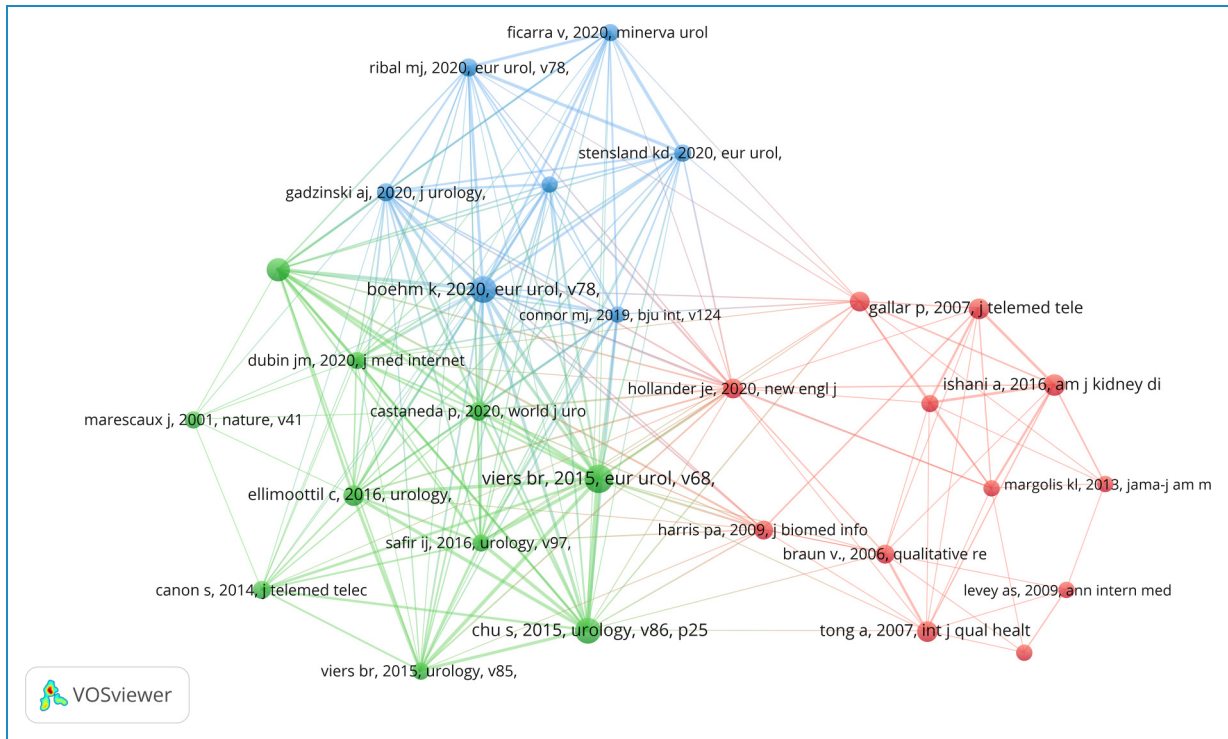 ficarra v, 2020, minerva urol
ribal mj, 2020, eur urol, v78,
stensland kd, 2020, eur urol,
gadzinski aj, 2020, j urology,
boehm k, 2020, eur urol, v78,
connor mj, 2019, bju int, v124
gallar p, 2007, j telemed tele
dubin jm, 2020, j med internet
hollander je, 2020, new engl j
ishani a, 2016, am j kidney di
castaneda p, 2020, world j uro
marescaux j, 2001, nature, v41
viers br, 2015, eur urol, v68,
margolis kl, 2013, jama-j am m
ellimoottil c, 2016, urology,
harris pa, 2009, j biomed info
safir ij, 2016, urology, v97,
braun v., 2006, qualitative re
canon s, 2014, j telemed telec
levey as, 2009, ann intern med
chu s, 2015, urology, v86, p25
tong a, 2007, int j qual healt
viers br, 2015, urology, v85,
VOSviewer